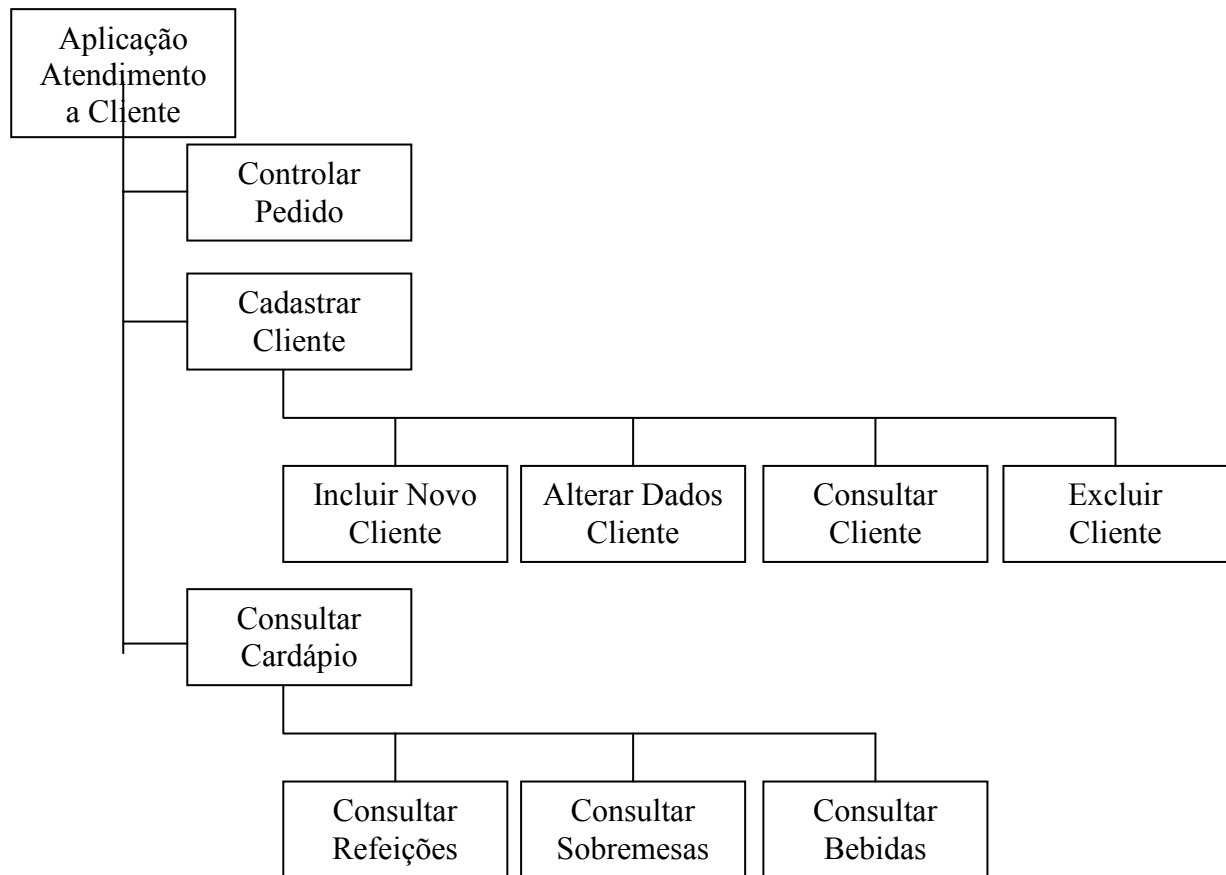 Aplicação
Atendimento
a Cliente
Controlar
Pedido
Cadastrar
Cliente
Incluir Novo
Cliente
Alterar Dados
Cliente
Consultar
Cliente
Excluir
Cliente
Consultar
Cardápio
Consultar
Refeições
Consultar
Sobremesas
Consultar
Bebidas